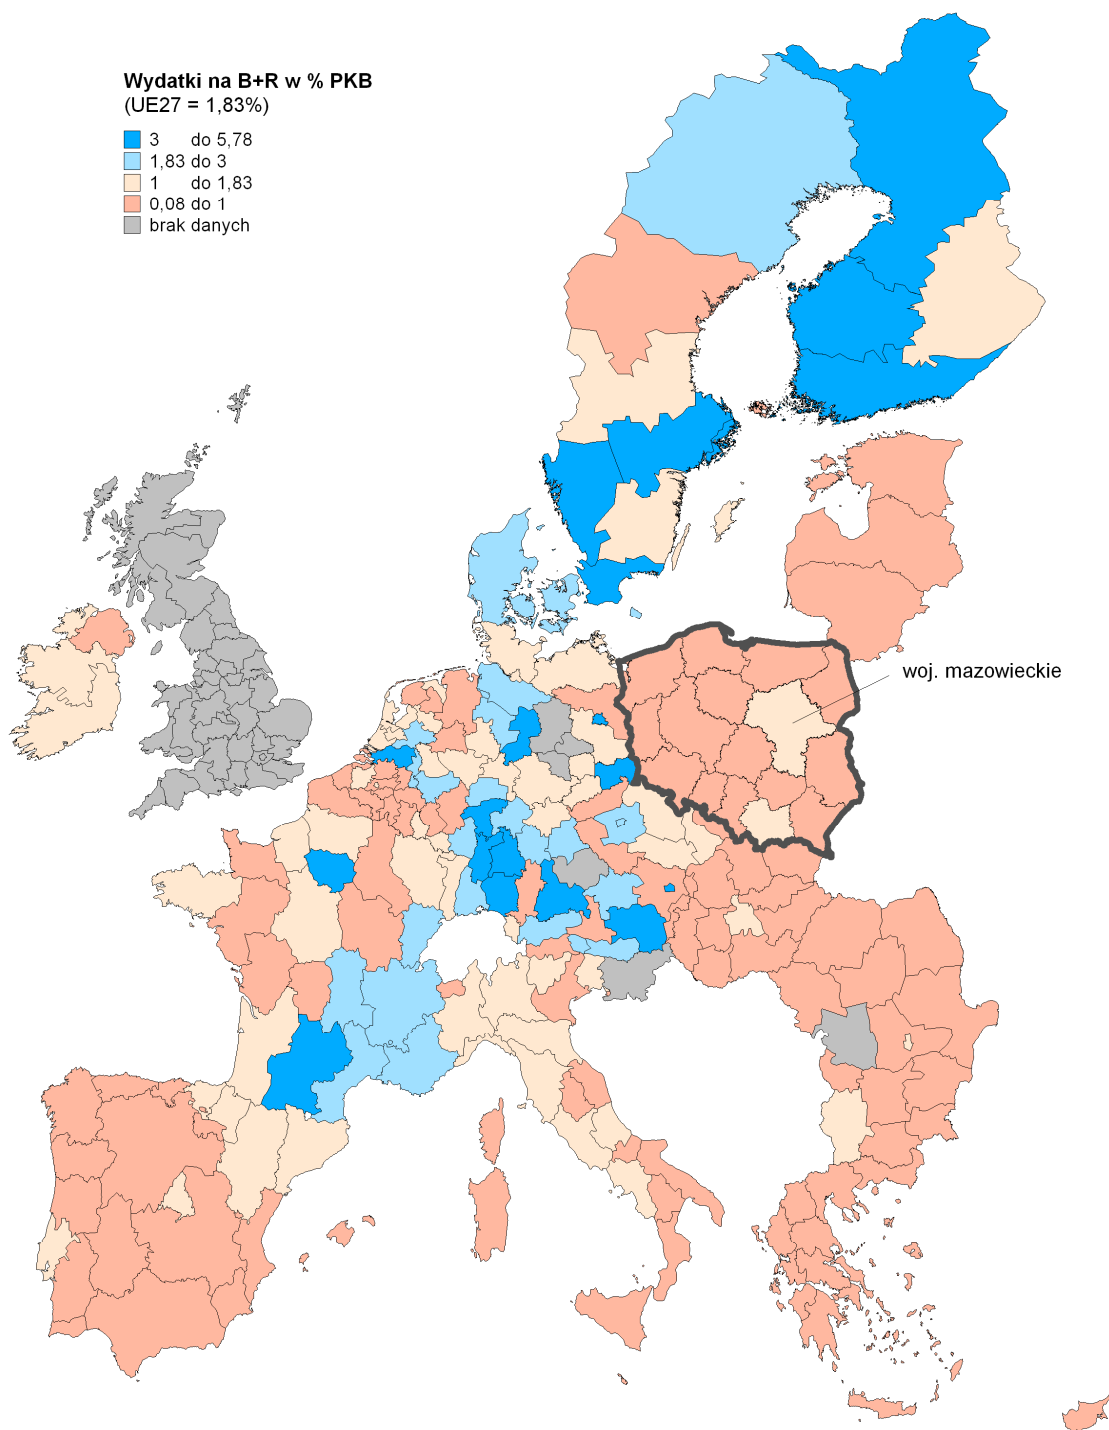 Wydatki na B+R w % PKB
(UE27 = 1,83%)
3 do 5,78
1,83 do 3
1 do 1,83
0,08 do 1
brak danych
woj. mazowieckie